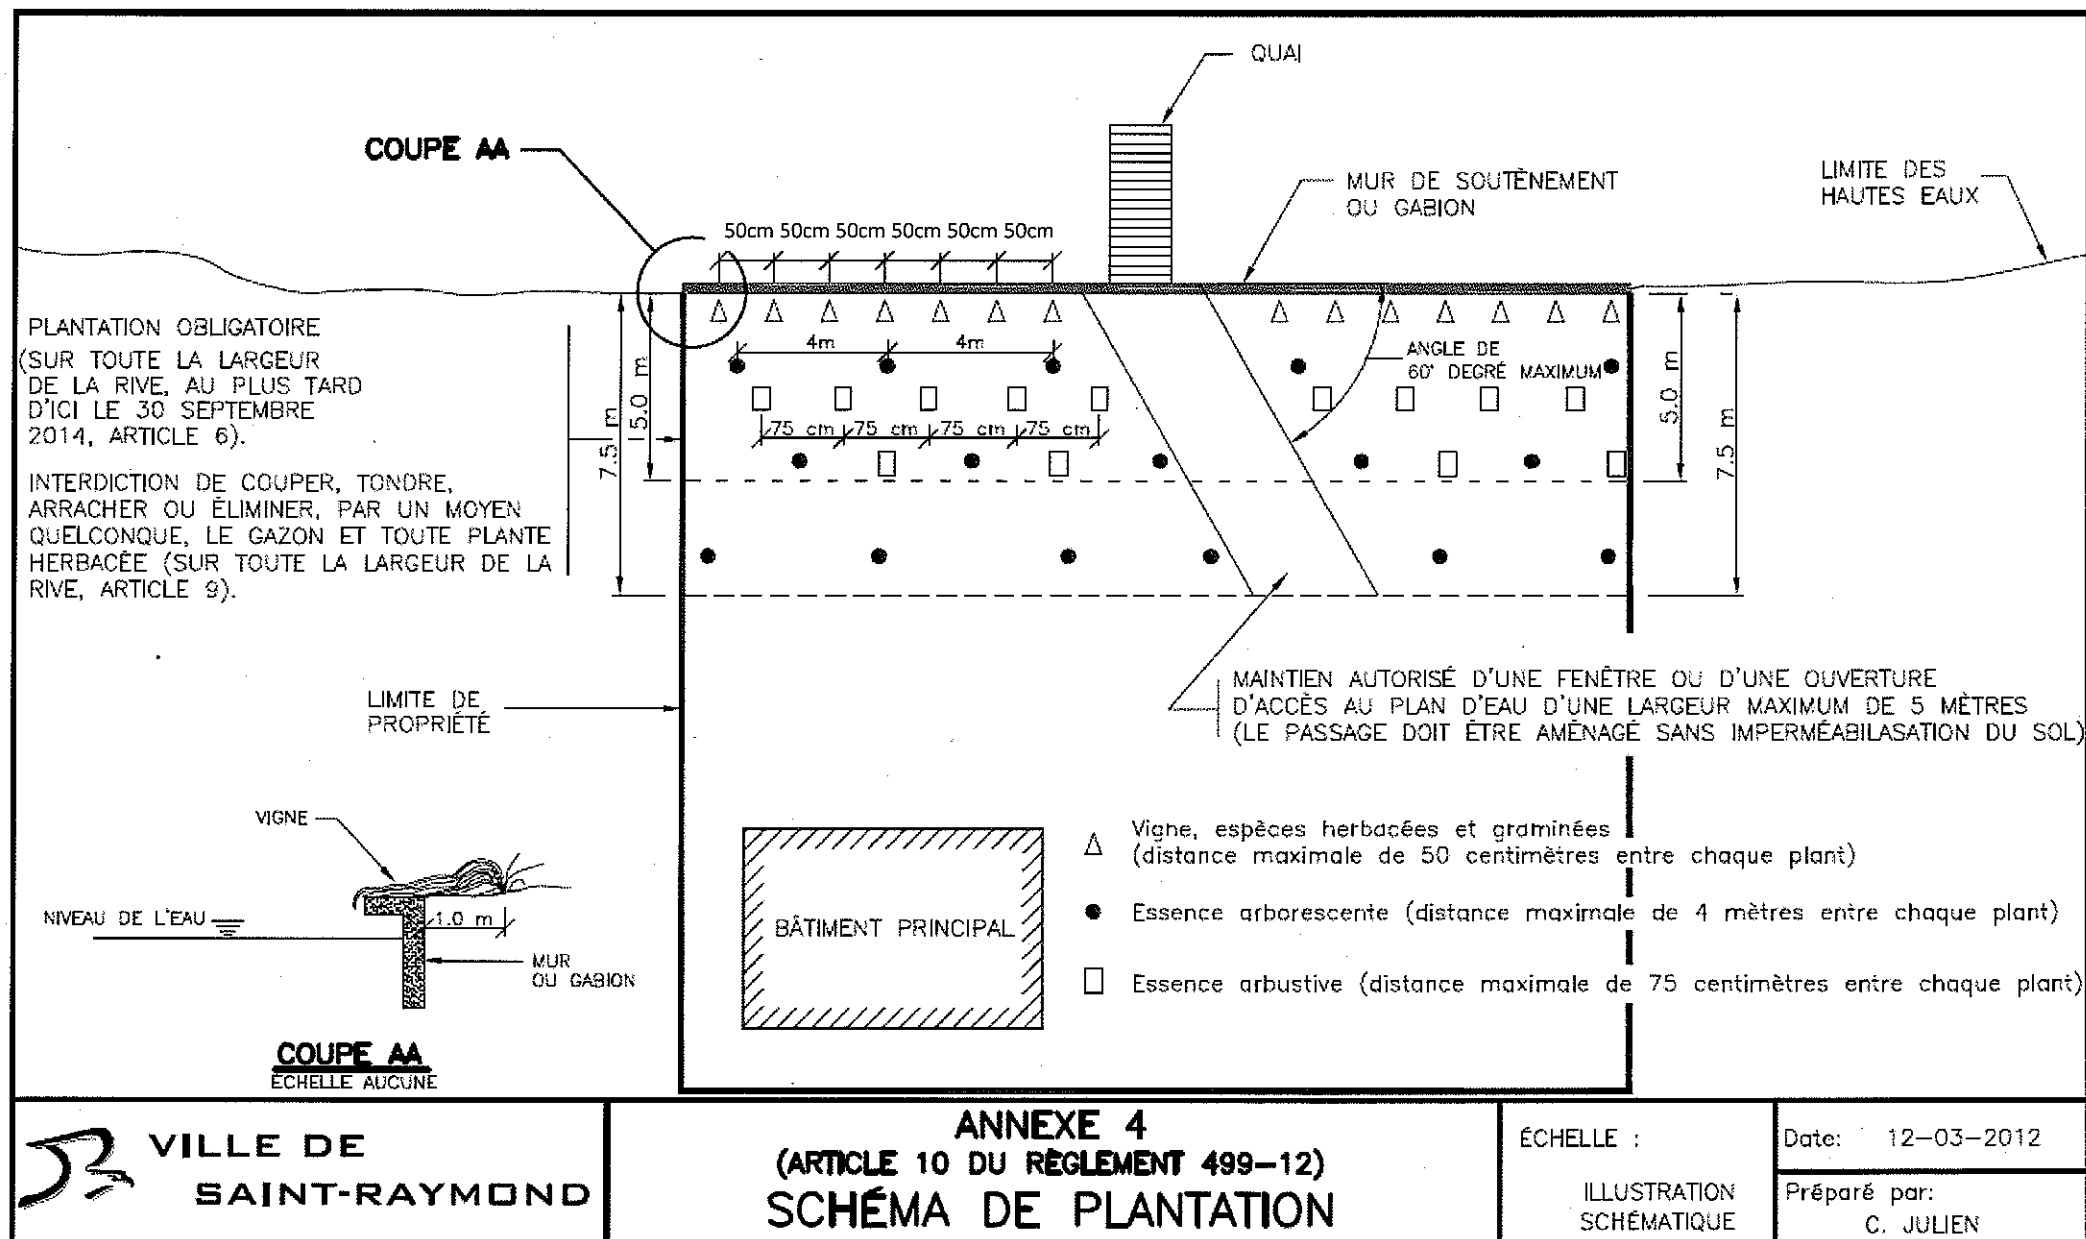 QUAI
COUPE AA
MUR DE SOUTÈNEMENT
OU GABION
LIMITE DES
HAUTES EAUX
50cm 50cm 50cm 50cm 50cm 50cm
PLANTATION OBLIGATOIRE
(SUR TOUTE LA LARGEUR
DE LA RIVE, AU PLUS TARD
D'ICI LE 30 SEPTEMBRE
2014, ARTICLE 6).
INTERDICTION DE COUPER, TONDRE,
ARRACHER OU ÉLIMINER, PAR UN MOYEN
QUELCONQUE, LE GAZON ET TOUTE PLANTE
HERBACÉE (SUR TOUTE LA LARGEUR DE LA
RIVE, ARTICLE 9).
7.5 m
5.0 m
4m 4m
75 cm 75 cm 75 cm 75 cm
ANGLE DE
60° DEGRÉ MAXIMUM
5.0 m
7.5 m
LIMITE DE
PROPRIÉTÉ
MAINTIEN AUTORISÉ D'UNE FENÊTRE OU D'UNE OUVERTURE
D'ACCÈS AU PLAN D'EAU D'UNE LARGEUR MAXIMUM DE 5 MÈTRES
(LE PASSAGE DOIT ÊTRE AMÉNAGÉ SANS IMPERMÉABILASATION DU SOL)
VIGNE
NIVEAU DE L'EAU
1.0 m
MUR
OU GABION
COUPE AA
ÉCHELLE AUCUNE
BÂTIMENT PRINCIPAL
Vigne, espèces herbacées et graminées
(distance maximale de 50 centimètres entre chaque plant)
Essence arborescente (distance maximale de 4 mètres entre chaque plant)
Essence arbustive (distance maximale de 75 centimètres entre chaque plant)
VILLE DE
SAINT-RAYMOND
ANNEXE 4
(ARTICLE 10 DU RÈGLEMENT 499-12)
SCHÉMA DE PLANTATION
ÉCHELLE :
ILLUSTRATION
SCHÉMATIQUE
Date: 12-03-2012
Préparé par:
C. JULIEN